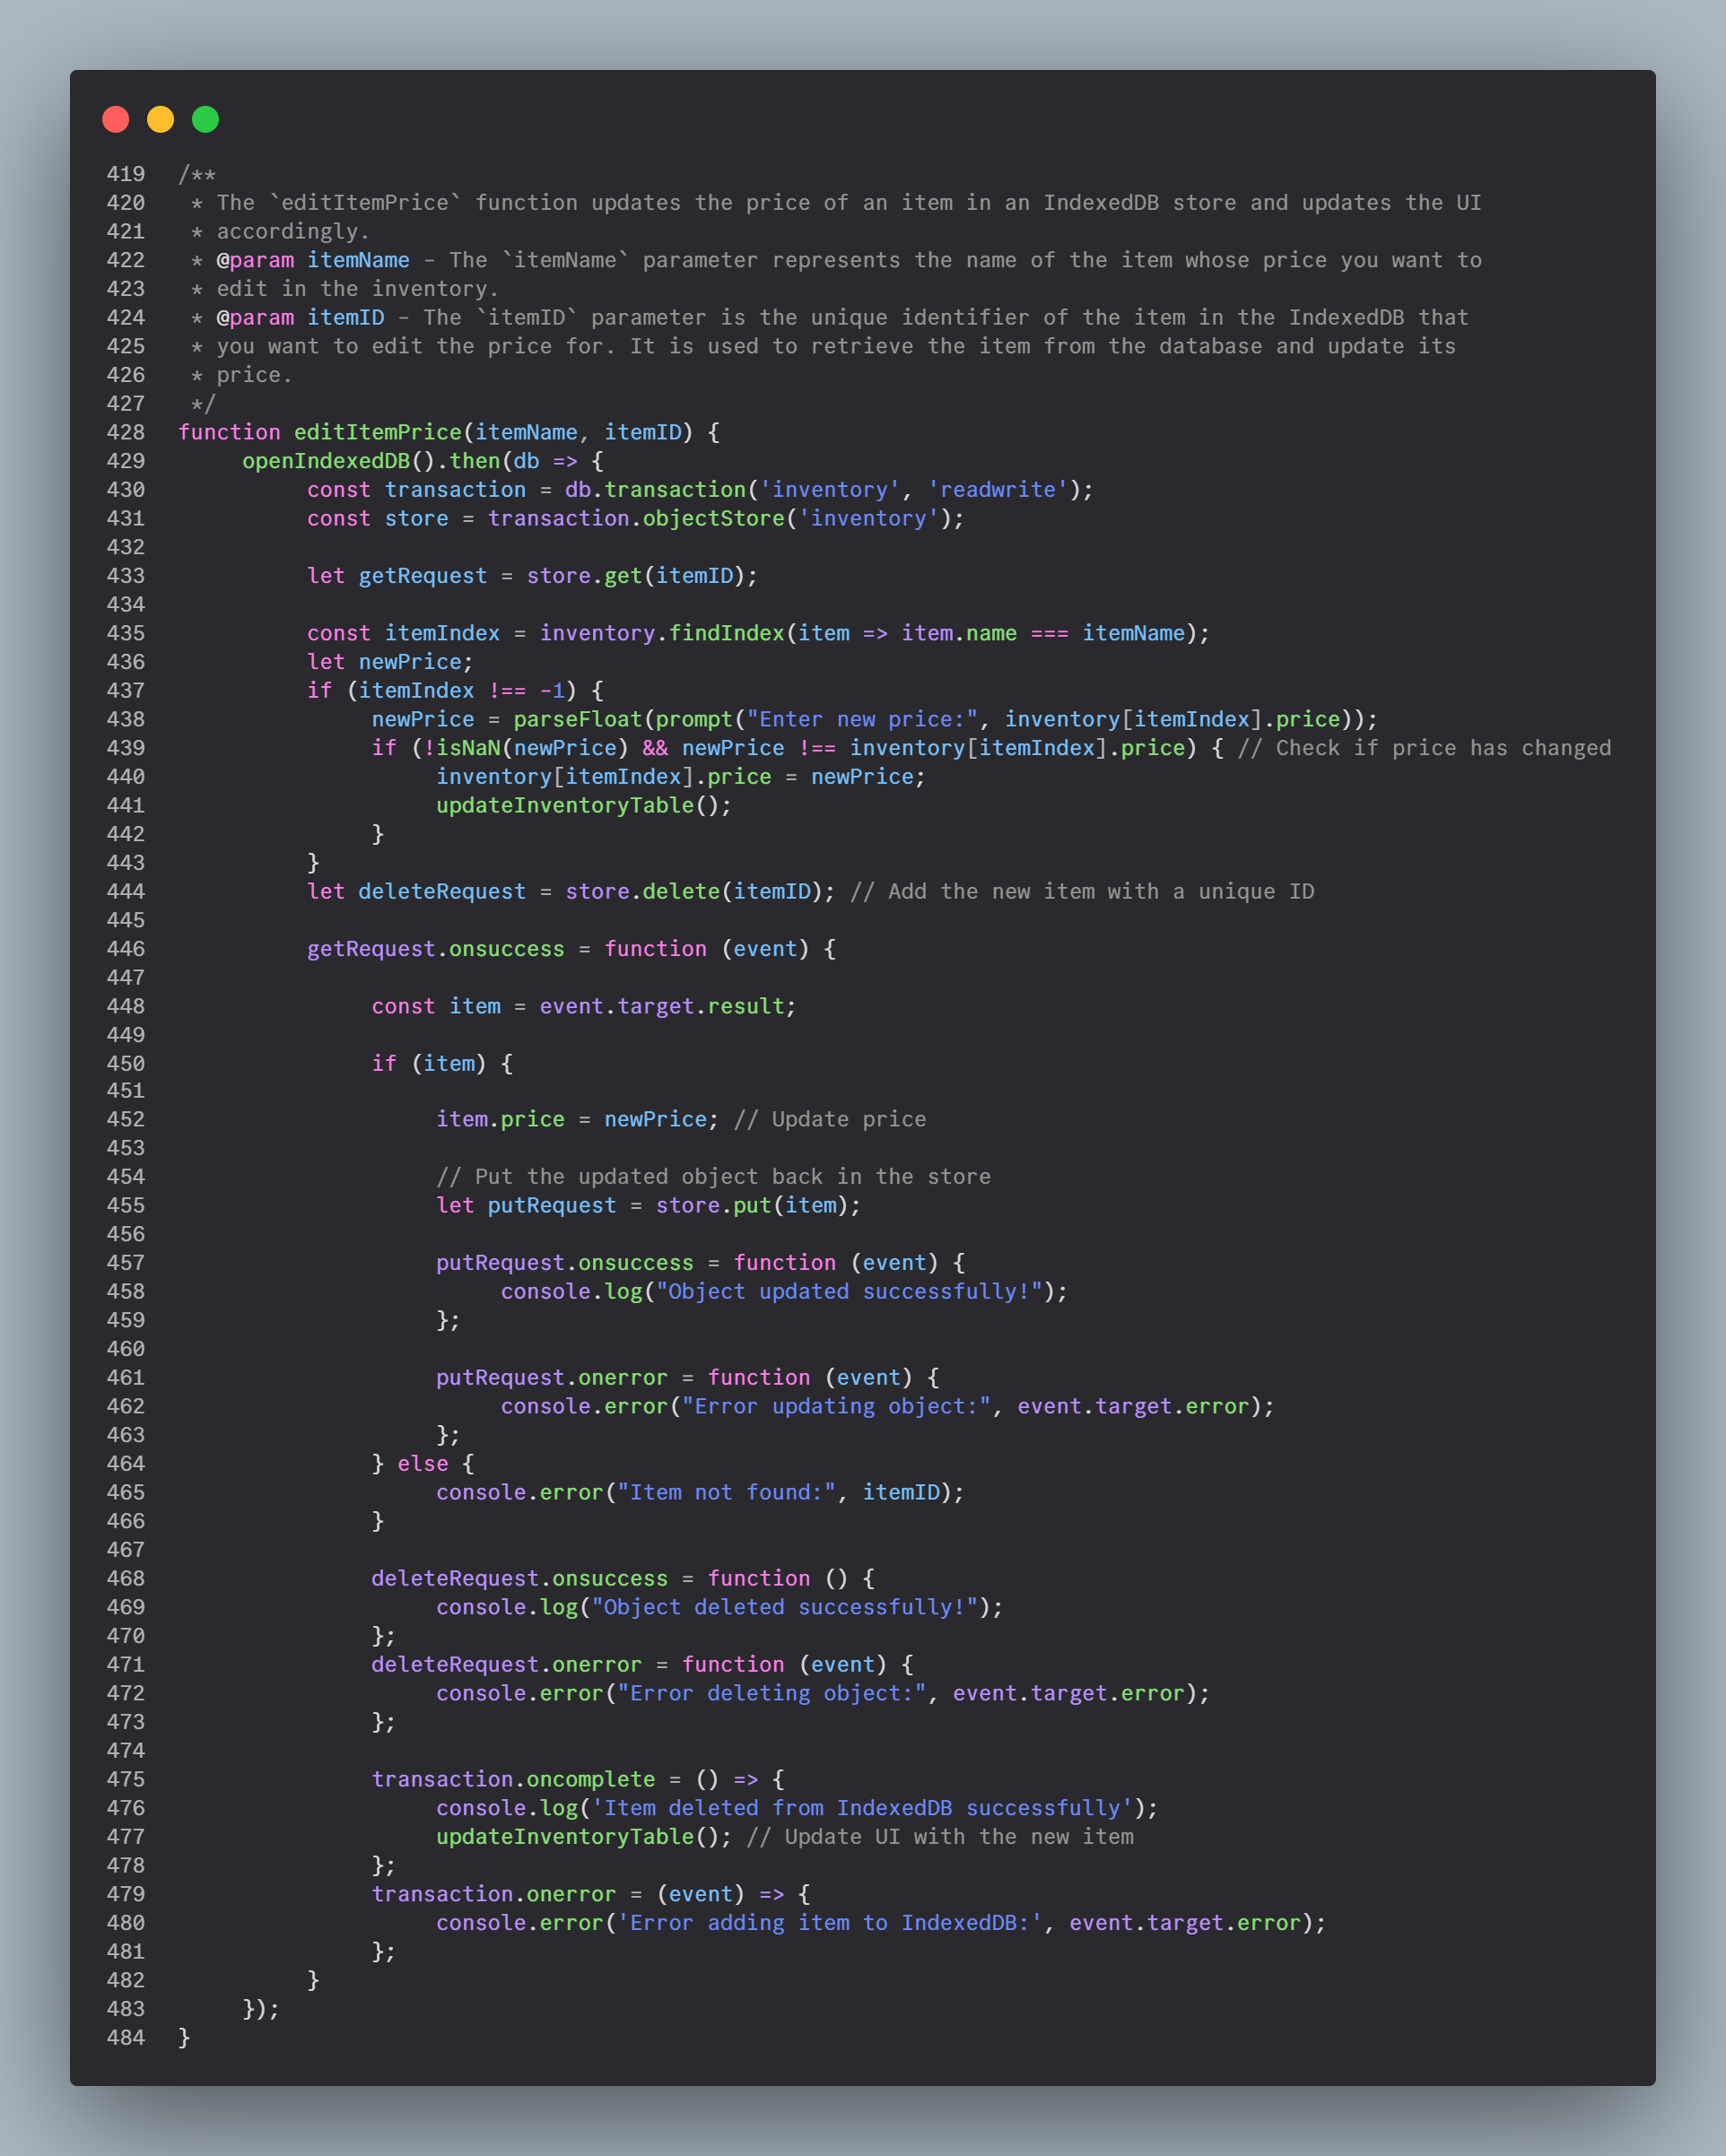 419 /**
420  * The `editItemPrice` function updates the price of an item in an IndexedDB store and updates the UI
421  * accordingly.
422  * @param itemName - The `itemName` parameter represents the name of the item whose price you want to
423  * edit in the inventory.
424  * @param itemID - The `itemID` parameter is the unique identifier of the item in the IndexedDB that
425  * you want to edit the price for. It is used to retrieve the item from the database and update its
426  * price.
427  */
428 function editItemPrice(itemName, itemID) {
429      openIndexedDB().then(db => {
430           const transaction = db.transaction('inventory', 'readwrite');
431           const store = transaction.objectStore('inventory');
432
433           let getRequest = store.get(itemID);
434
435           const itemIndex = inventory.findIndex(item => item.name === itemName);
436           let newPrice;
437           if (itemIndex !== -1) {
438                newPrice = parseFloat(prompt("Enter new price:", inventory[itemIndex].price));
439                if (!isNaN(newPrice) && newPrice !== inventory[itemIndex].price) { // Check if price has changed
440                     inventory[itemIndex].price = newPrice;
441                     updateInventoryTable();
442                }
443           }
444           let deleteRequest = store.delete(itemID); // Add the new item with a unique ID
445
446           getRequest.onsuccess = function (event) {
447
448                const item = event.target.result;
449
450                if (item) {
451
452                     item.price = newPrice; // Update price
453
454                     // Put the updated object back in the store
455                     let putRequest = store.put(item);
456
457                     putRequest.onsuccess = function (event) {
458                          console.log("Object updated successfully!");
459                     };
460
461                     putRequest.onerror = function (event) {
462                          console.error("Error updating object:", event.target.error);
463                     };
464                } else {
465                     console.error("Item not found:", itemID);
466                }
467
468                deleteRequest.onsuccess = function () {
469                     console.log("Object deleted successfully!");
470                };
471                deleteRequest.onerror = function (event) {
472                     console.error("Error deleting object:", event.target.error);
473                };
474
475                transaction.oncomplete = () => {
476                     console.log('Item deleted from IndexedDB successfully');
477                     updateInventoryTable(); // Update UI with the new item
478                };
479                transaction.onerror = (event) => {
480                     console.error('Error adding item to IndexedDB:', event.target.error);
481                };
482           }
483      });
484 }